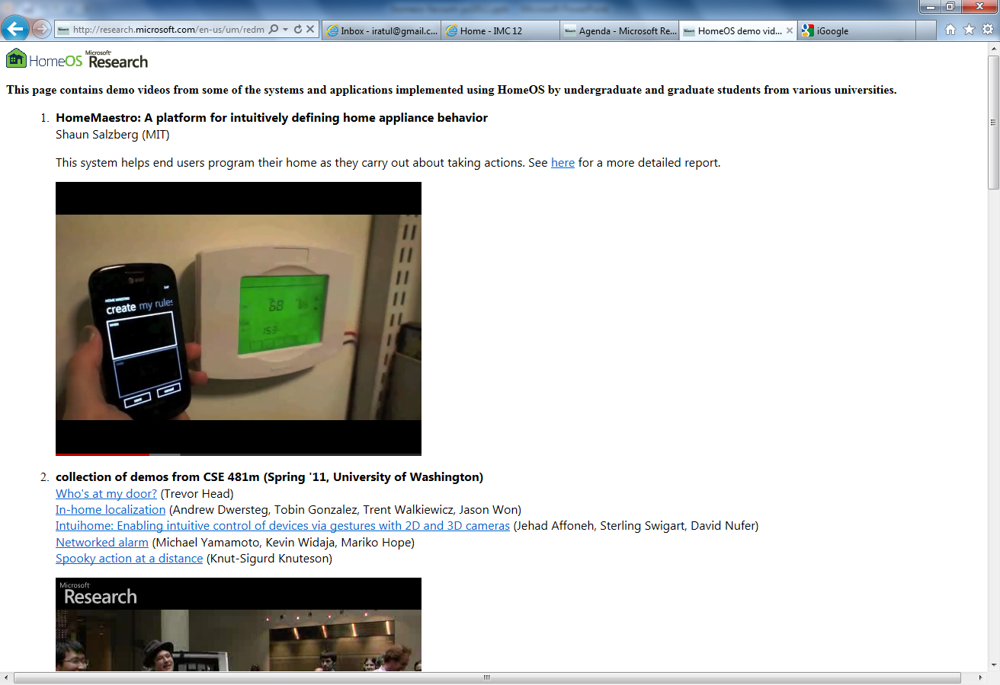 http://research.microsoft.com/en-us/um/redm
Inbox - iratul@gmail.c...
Home - IMC 12
Agenda - Microsoft Re...
HomeOS demo vid...
iGoogle
HomeOS Microsoft Research
This page contains demo videos from some of the systems and applications implemented using HomeOS by undergraduate and graduate students from various universities.
1. HomeMaestro: A platform for intuitively defining home appliance behavior
Shaun Salzberg (MIT)
This system helps end users program their home as they carry out about taking actions. See here for a more detailed report.
at&t
HOME MAESTRO
create my rules
WHEN
68
153
save cancel
2. collection of demos from CSE 481m (Spring '11, University of Washington)
Who's at my door? (Trevor Head)
In-home localization (Andrew Dwersteg, Tobin Gonzalez, Trent Walkiewicz, Jason Won)
Intuihome: Enabling intuitive control of devices via gestures with 2D and 3D cameras (Jehad Affoneh, Sterling Swigart, David Nufer)
Networked alarm (Michael Yamamoto, Kevin Widaja, Mariko Hope)
Spooky action at a distance (Knut-Sigurd Knuteson)
Microsoft
Research